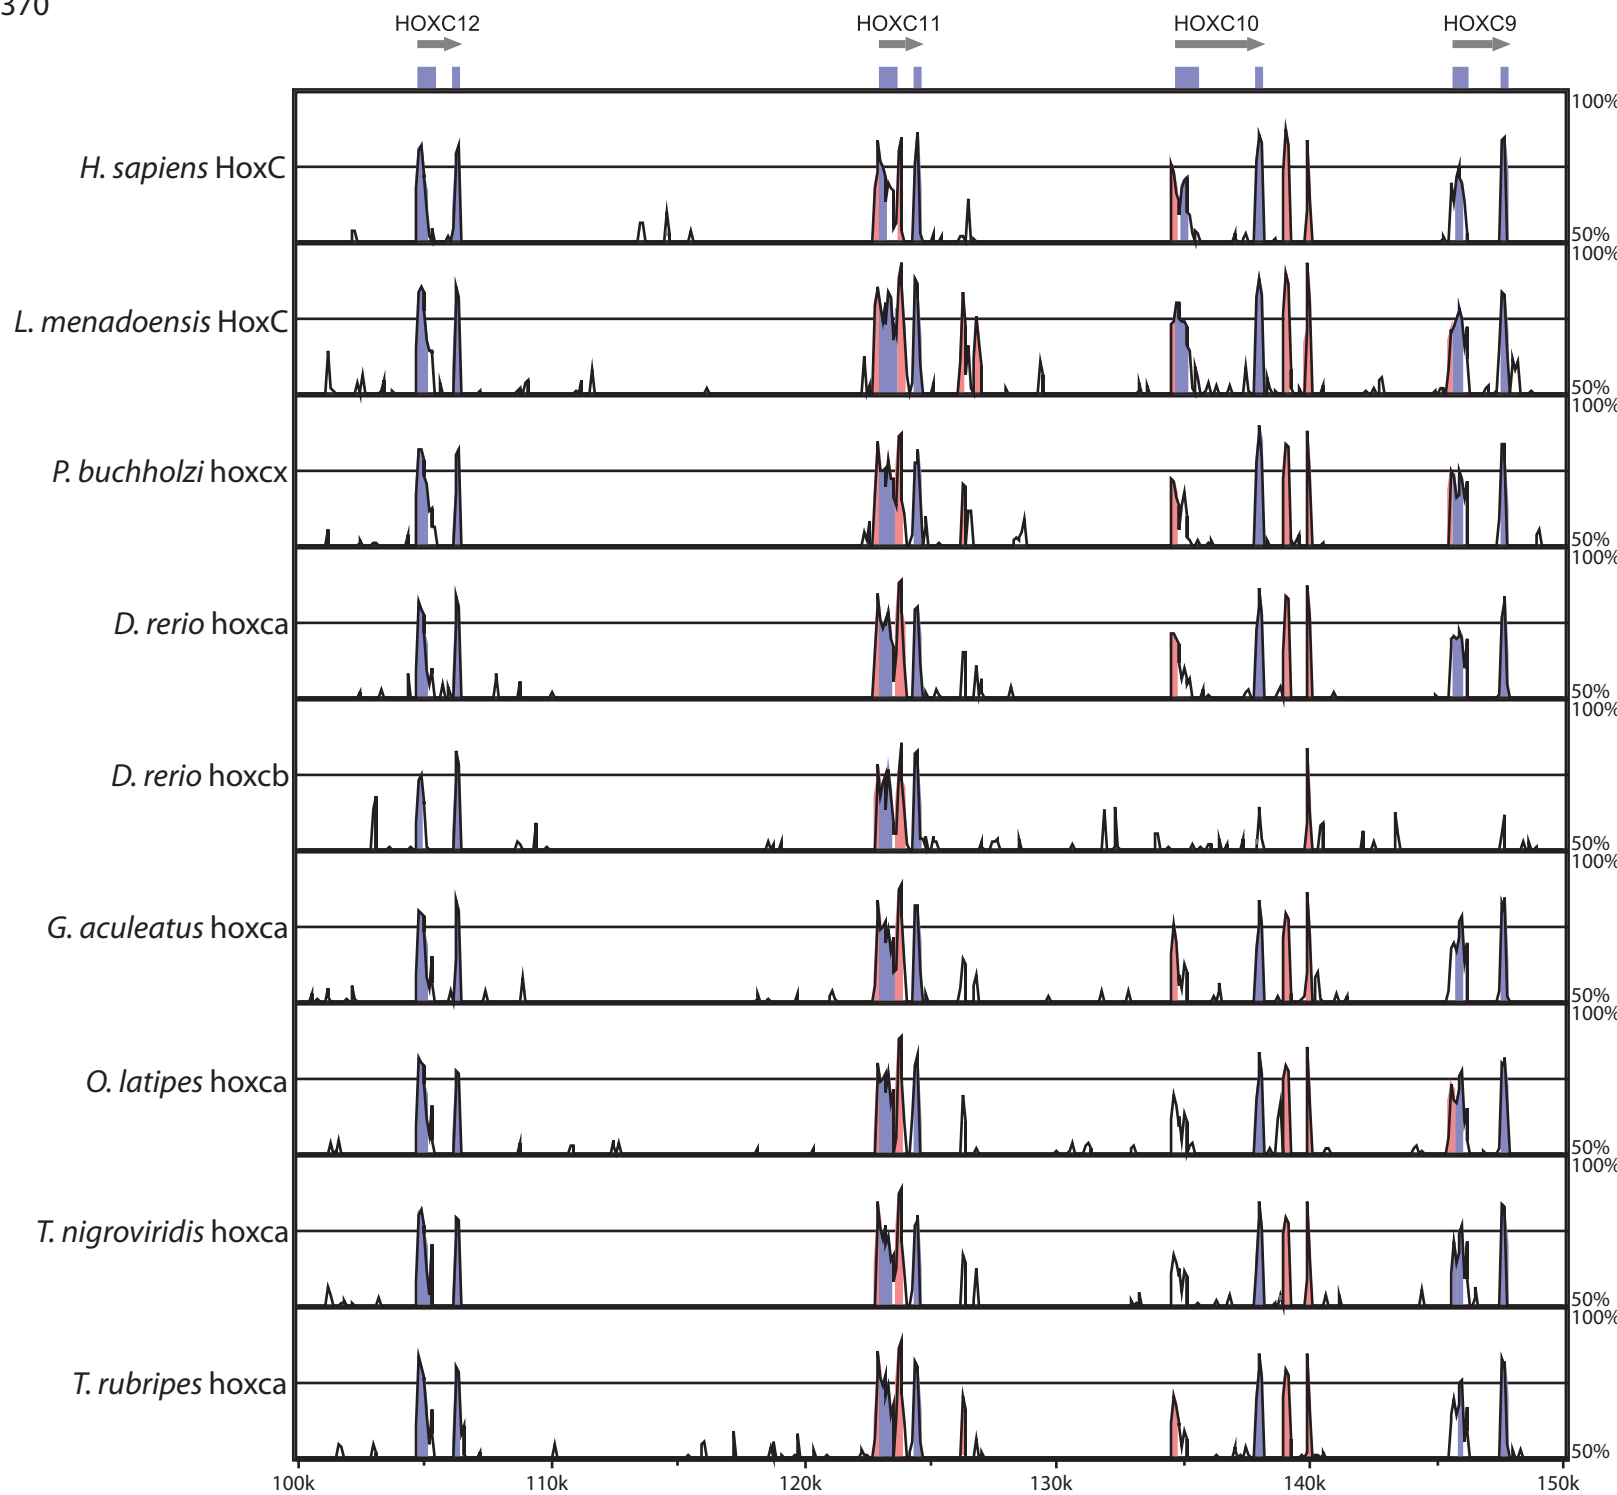 370
HOXC12 HOXC11 HOXC10 HOXC9
100%
H. sapiens HoxC
50%
100%
L. menadoensis HoxC
50%
100%
P. buchholzi hoxcx
50%
100%
D. rerio hoxca
50%
100%
D. rerio hoxcb
50%
100%
G. aculeatus hoxca
50%
100%
O. latipes hoxca
50%
100%
T. nigroviridis hoxca
50%
100%
T. rubripes hoxca
50%
100k 110k 120k 130k 140k 150k